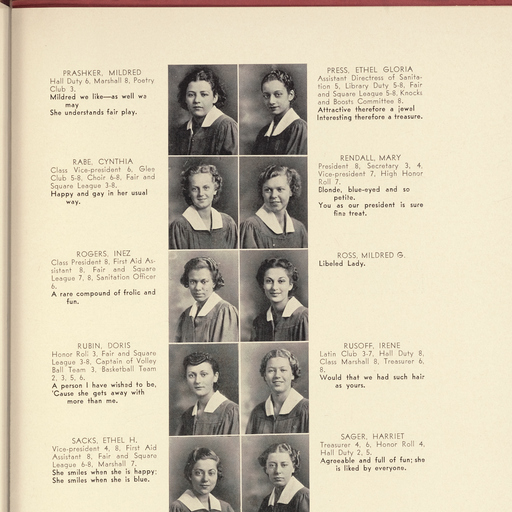 PRASHKER, MILDRED
Hall Duty 6, Marshall 8, Poetry
Club 3.
Mildred we like—as well we
may
She understands fair play.
PRESS, ETHEL GLORIA
Assistant Directress of Sanita-
tion 5, Library Duty 5-8, Fair
and Square League 5-8, Knocks
and Boosts Committee 8.
Attractive therefore a jewel
Interesting therefore a treasure.
RABE, CYNTHIA
Class Vice-president 6, Glee
Club 5-8, Choir 6-8, Fair and
Square League 3-8.
Happy and gay in her usual
way.
RENDALL, MARY
President 8, Secretary 3, 4,
Vice-president 7, High Honor
Roll 7.
Blonde, blue-eyed and so
petite.
You as our president is sure
fine treat.
ROGERS, INEZ
Class President 8, First Aid As-
sistant 8, Fair and Square
League 7, 8, Sanitation Officer
6.
A rare compound of frolic and
fun.
ROSS, MILDRED G.
Libeled Lady.
RUBIN, DORIS
Honor Roll 3, Fair and Square
League 3-8, Captain of Volley
Ball Team 3, Basketball Team
2, 3, 5, 6.
A person I have wished to be,
'Cause she gets away with
more than me.
RUSOFF, IRENE
Latin Club 3-7, Hall Duty 8,
Class Marshall 8, Treasurer 6,
8.
Would that we had such hair
as yours.
SACKS, ETHEL H.
Vice-president 4, 8, First Aid
Assistant 8, Fair and Square
League 6-8, Marshall 7.
She smiles when she is happy;
She smiles when she is blue.
SAGER, HARRIET
Treasurer 4, 6, Honor Roll 4,
Hall Duty 2, 5.
Agreeable and full of fun; she
is liked by everyone.